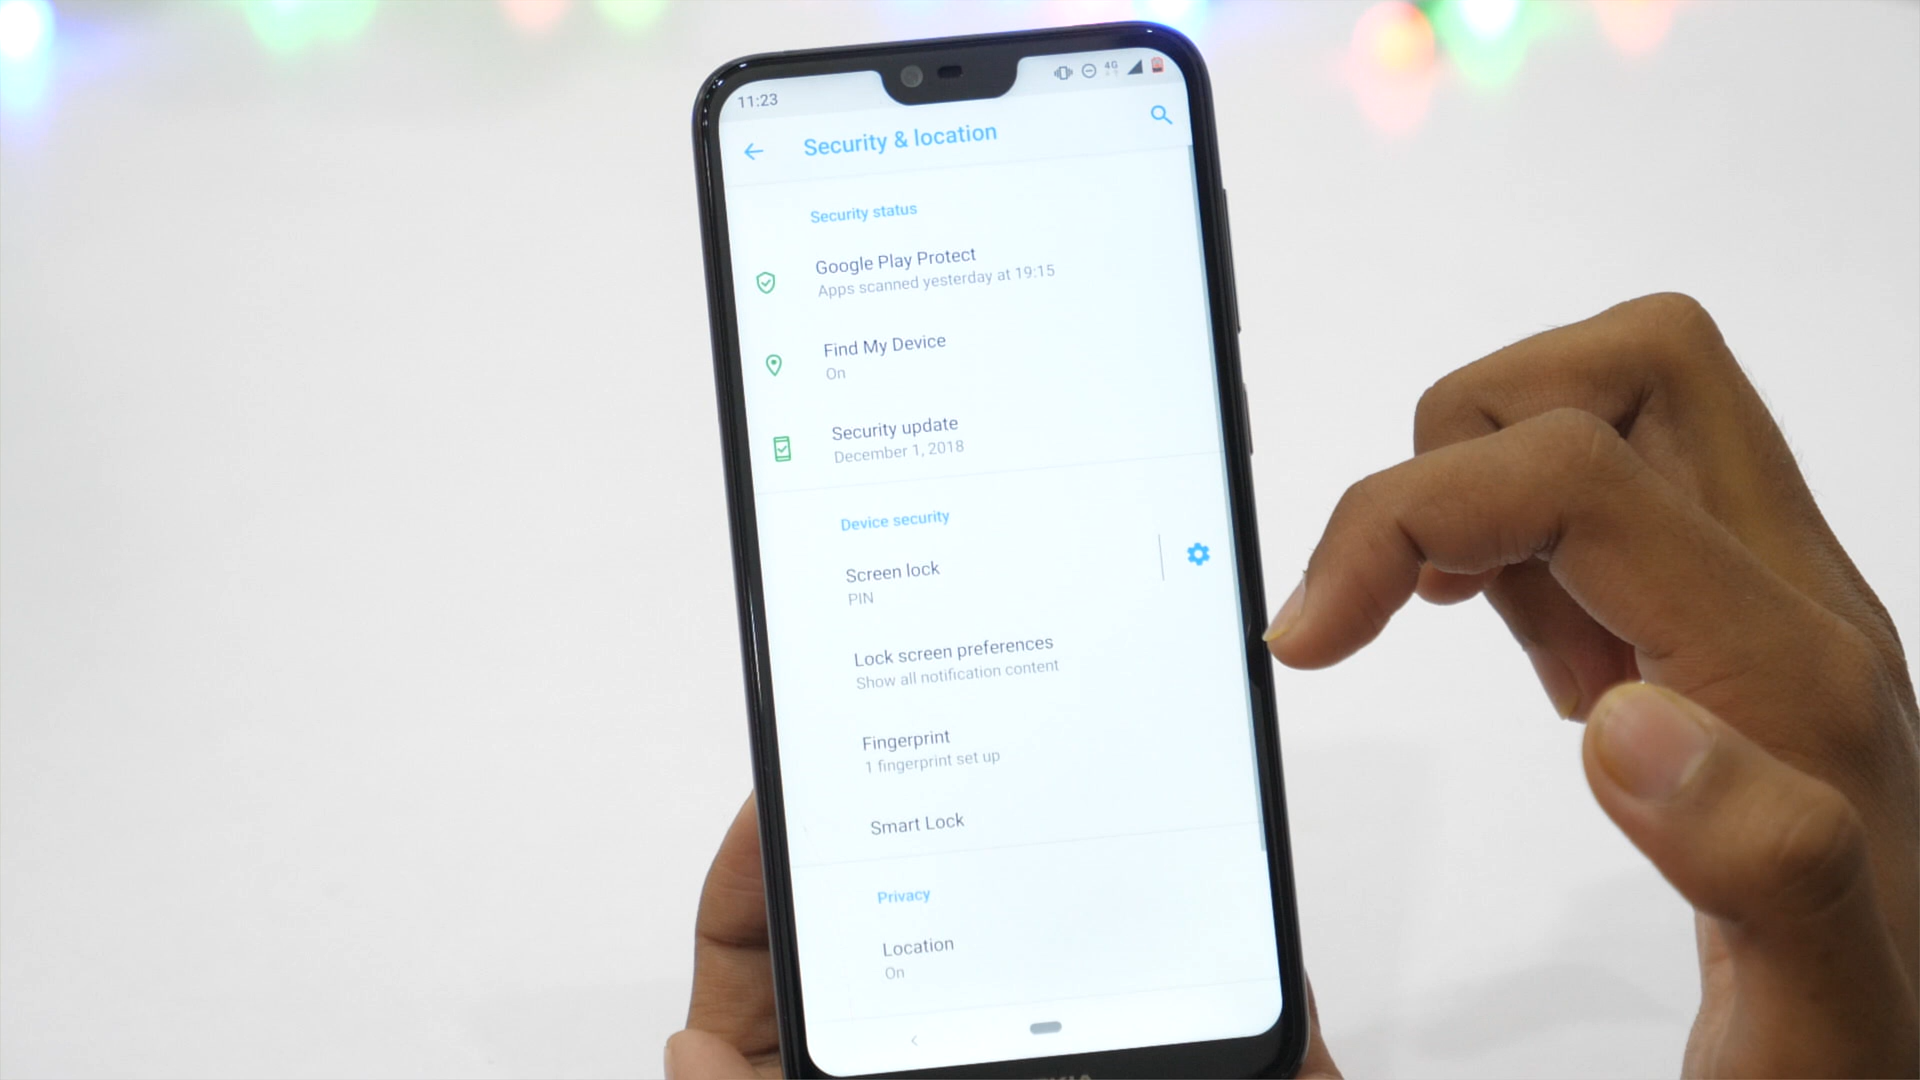 11:23
4G
Security & location
Security status
Google Play Protect
Apps scanned yesterday at 19:15
Find My Device
On
Security update
December 1, 2018
Device security
Screen lock
PIN
Lock screen preferences
Show all notification content
Fingerprint
1 fingerprint set up
Smart Lock
Privacy
Location
On